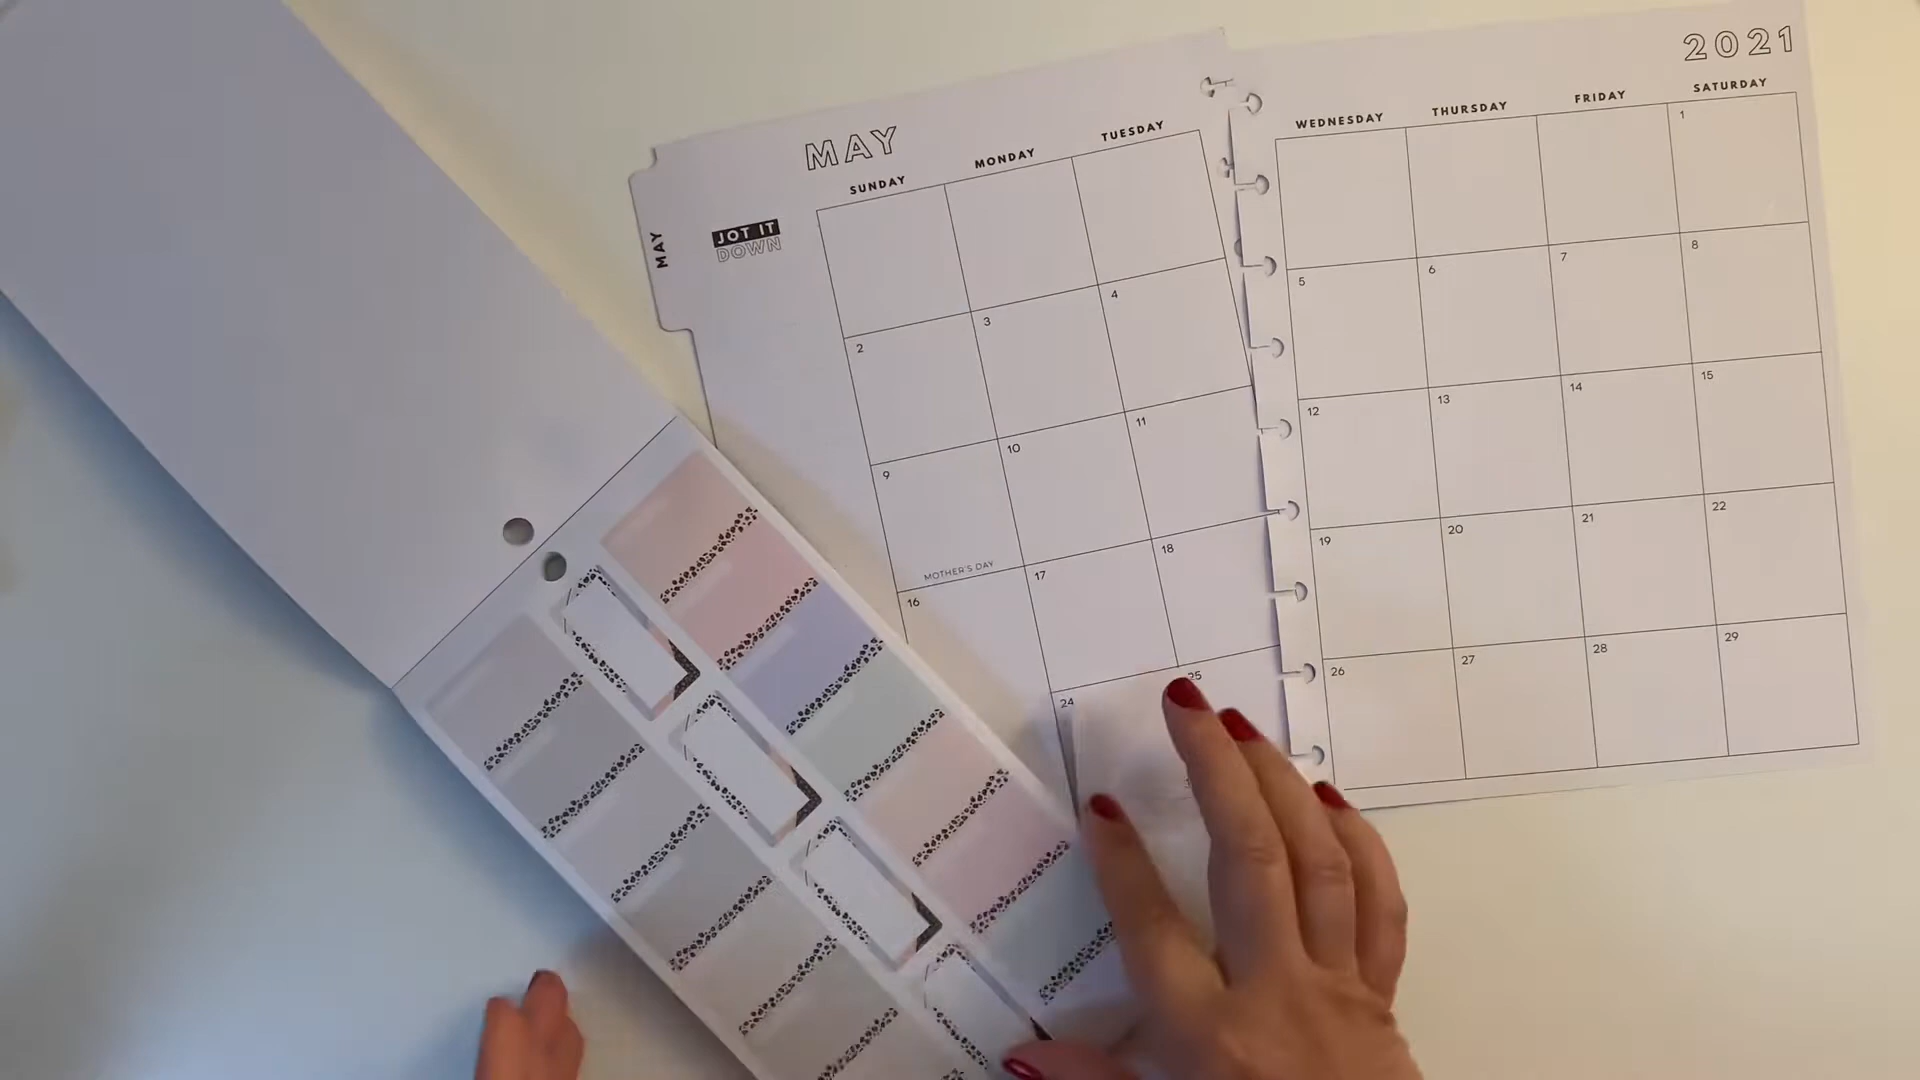 2021
MAY
SUNDAY MONDAY TUESDAY WEDNESDAY THURSDAY FRIDAY SATURDAY
MAY
JOT IT
DOWN
1
2 3 4 5 6 7 8
9 10 11 12 13 14 15
MOTHER'S DAY
16 17 18 19 20 21 22
24 25 26 27 28 29